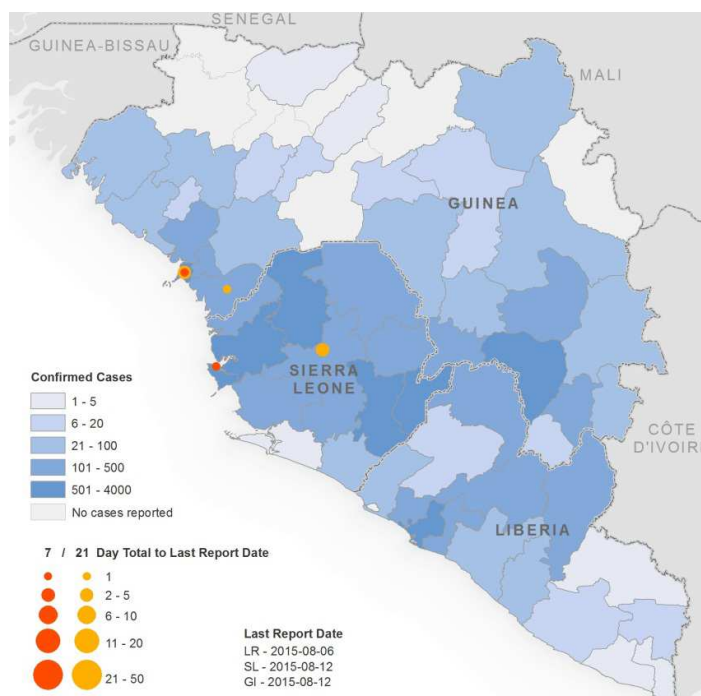 SENEGAL
GUINEA-BISSAU
MALI
GUINEA
SIERRA
LEONE
CÔTE
D'IVOIR
LIBERIA
Confirmed Cases
1 - 5
6 - 20
21 - 100
101 - 500
501 - 4000
No cases reported
7 / 21 Day Total to Last Report Date
1
2 - 5
6 - 10
11 - 20
21 - 50
Last Report Date
LR - 2015-08-06
SL - 2015-08-12
GI - 2015-08-12